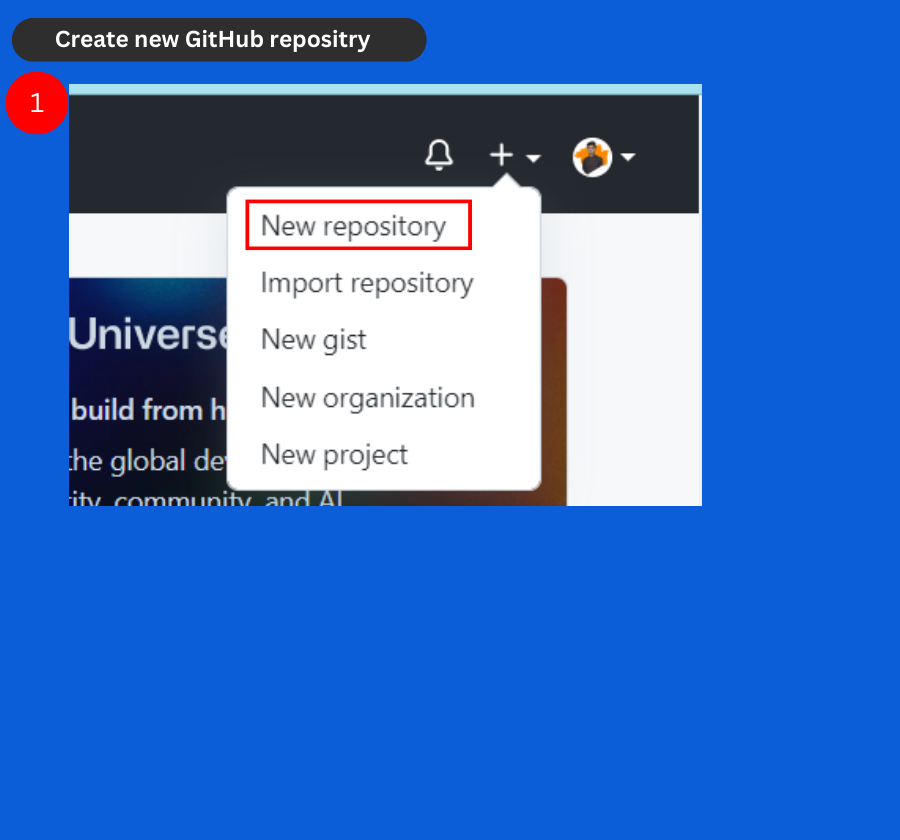 Create new GitHub repositry
1
New repository
Import repository
Universe
New gist
build from h
New organization
the global dev
New project
ity, community, and AI